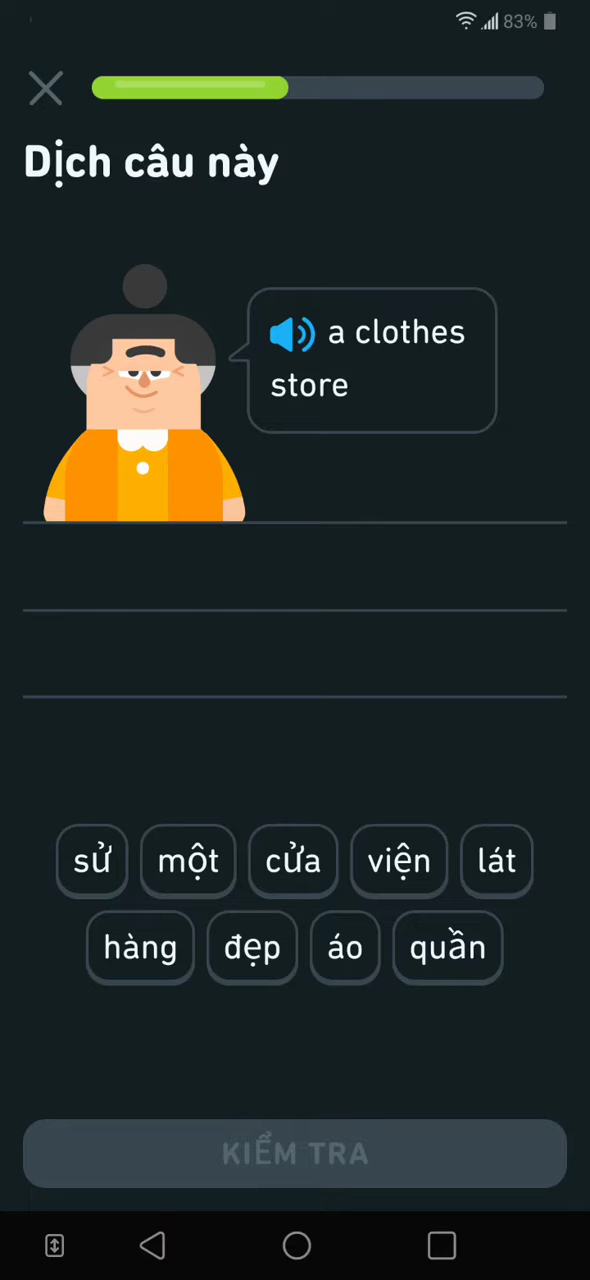 83%
Dịch câu này
a clothes
store
sử một cửa viện lát
hàng đẹp áo quần
KIỂM TRA